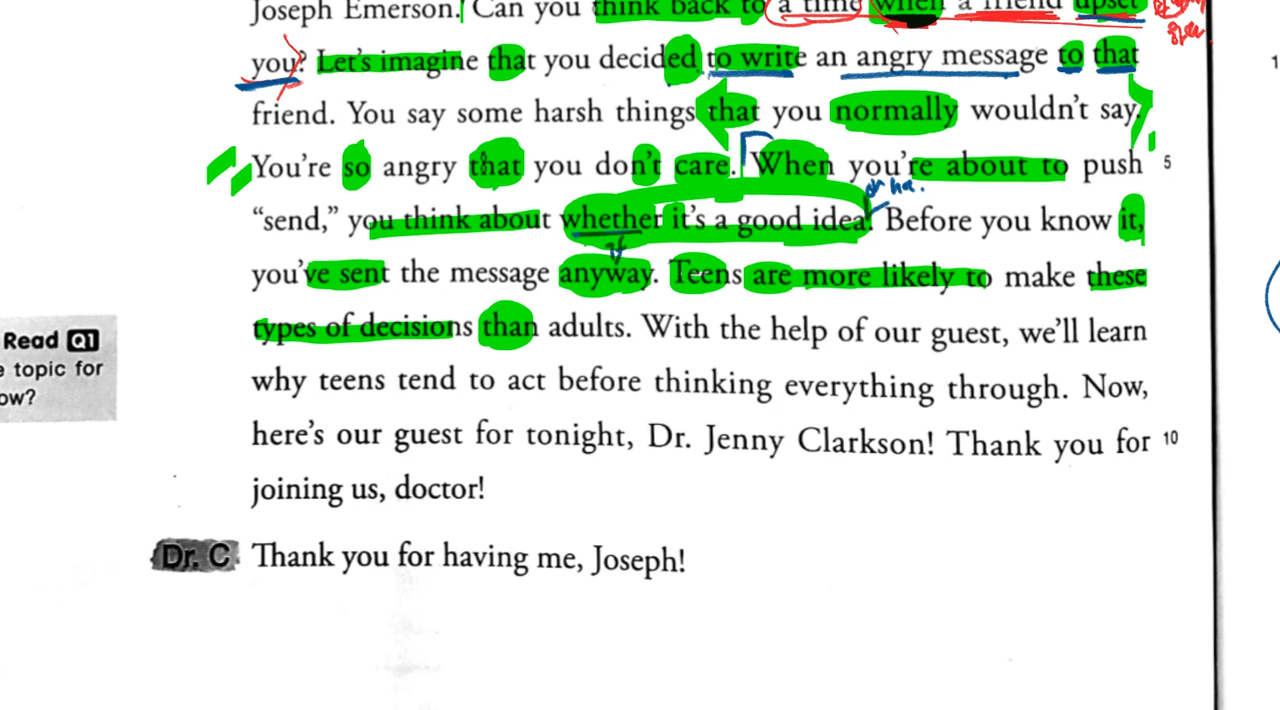 Joseph Emerson. Can you think back to a time when a friend upset
you? Let's imagine that you decided to write an angry message to that
friend. You say some harsh things that you normally wouldn't say.
You're so angry that you don't care. When you're about to push 5
or not.
"send," you think about whether it's a good idea. Before you know it,
if
you've sent the message anyway. Teens are more likely to make these
types of decisions than adults. With the help of our guest, we'll learn
why teens tend to act before thinking everything through. Now,
here's our guest for tonight, Dr. Jenny Clarkson! Thank you for 10
joining us, doctor!
Dr. C Thank you for having me, Joseph!
Read Q1
topic for
ow?
1